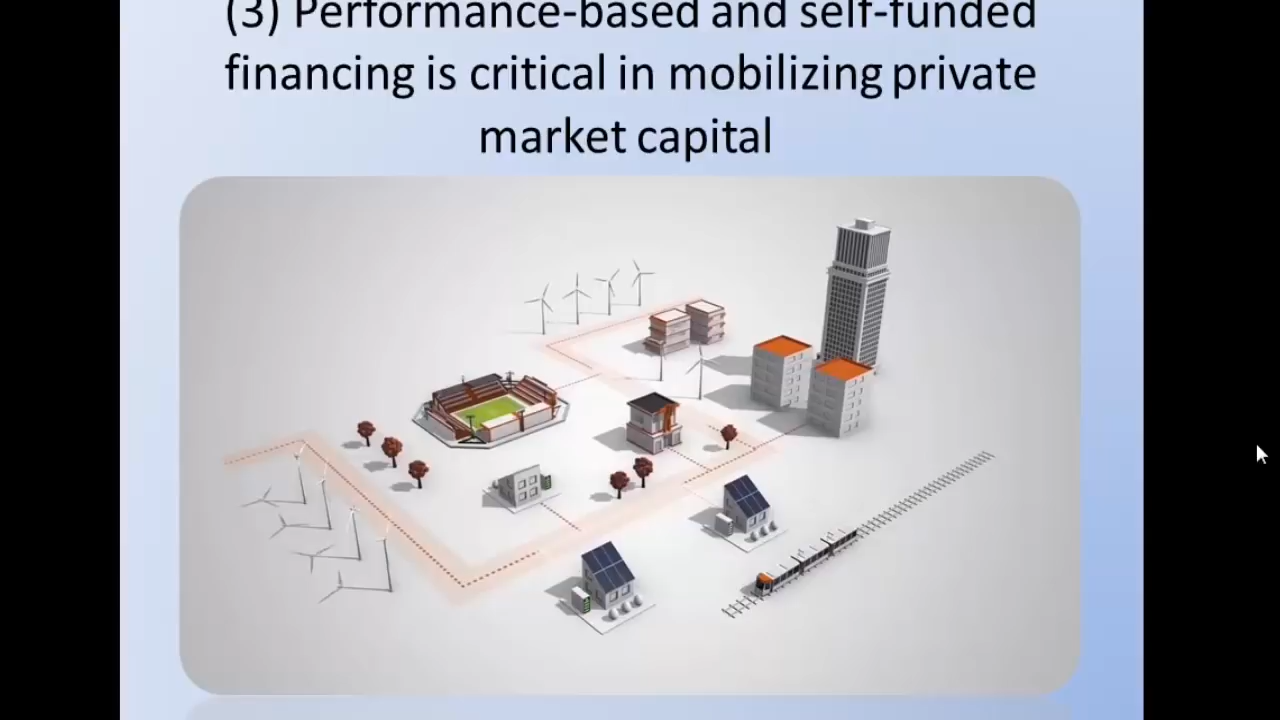 (3) Performance-based and self-funded
financing is critical in mobilizing private
market capital